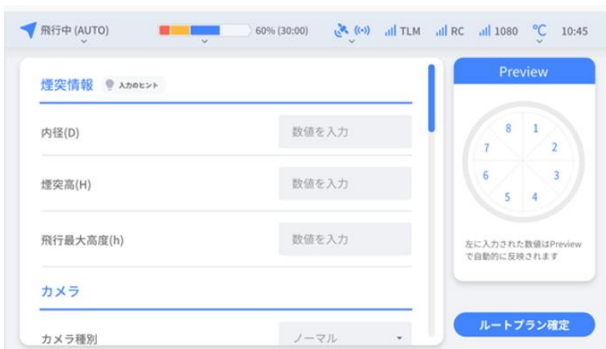 飛行中 (AUTO) 60% (30:00) TLM RC 1080 ℃ 10:45
煙突情報 入力のヒント
内径(D) 数値を入力
煙突高(H) 数値を入力
飛行最大高度(h) 数値を入力
カメラ
カメラ種別 ノーマル
Preview
8 1
7 2
6 3
5 4
左に入力された数値はPreview
で自動的に反映されます
ルートプラン確定